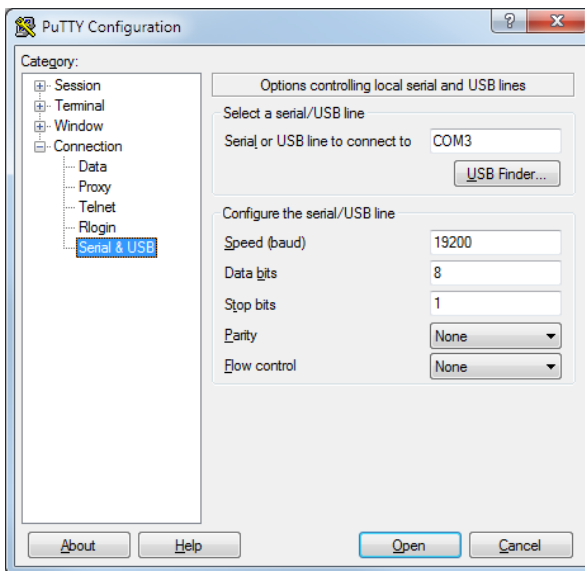 PuTTY Configuration
Category:
Session
Terminal
Window
Connection
Data
Proxy
Telnet
Rlogin
Serial & USB
Options controlling local serial and USB lines
Select a serial/USB line
Serial or USB line to connect to COM3
USB Finder...
Configure the serial/USB line
Speed (baud) 19200
Data bits 8
Stop bits 1
Parity None
Flow control None
About Help Open Cancel